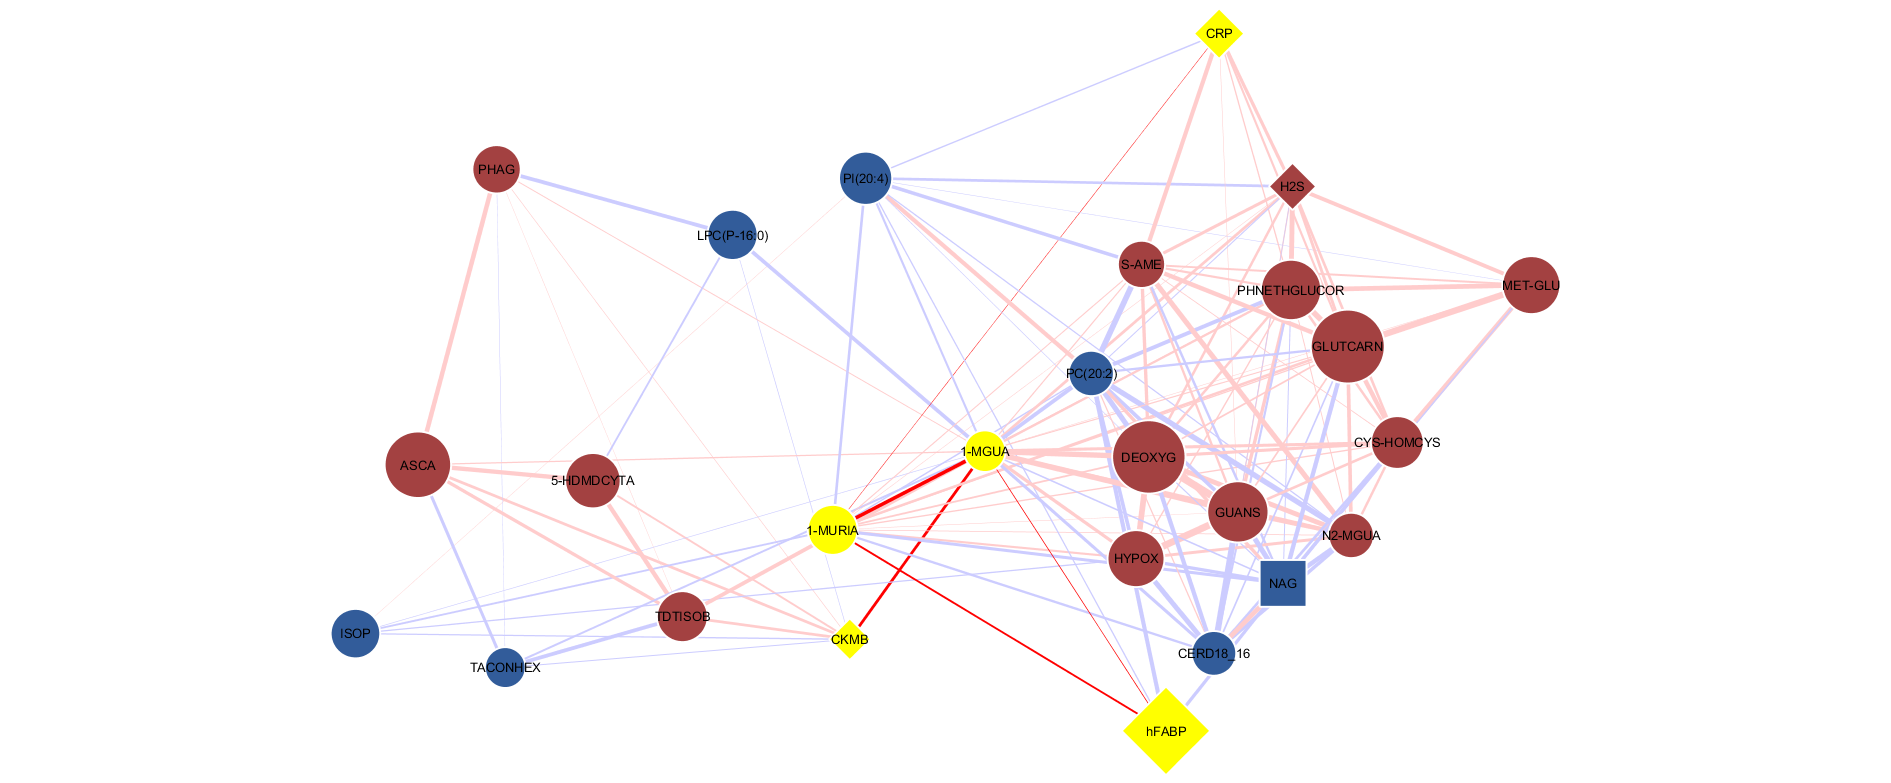 CRP
PHAG
PI(20:4)
H2S
LPC(P-16:0)
S-AME
PHNETHGLUCOR
MET-GLU
GLUTCARN
PC(20:2)
CYS-HOMCYS
1-MGUA
DEOXYG
ASCA
5-HDMDCYTA
GUANS
1-MURIA
N2-MGUA
HYPOX
NAG
TDTISOB
ISOP
CKMB
CERD18_16
TACONHEX
hFABP